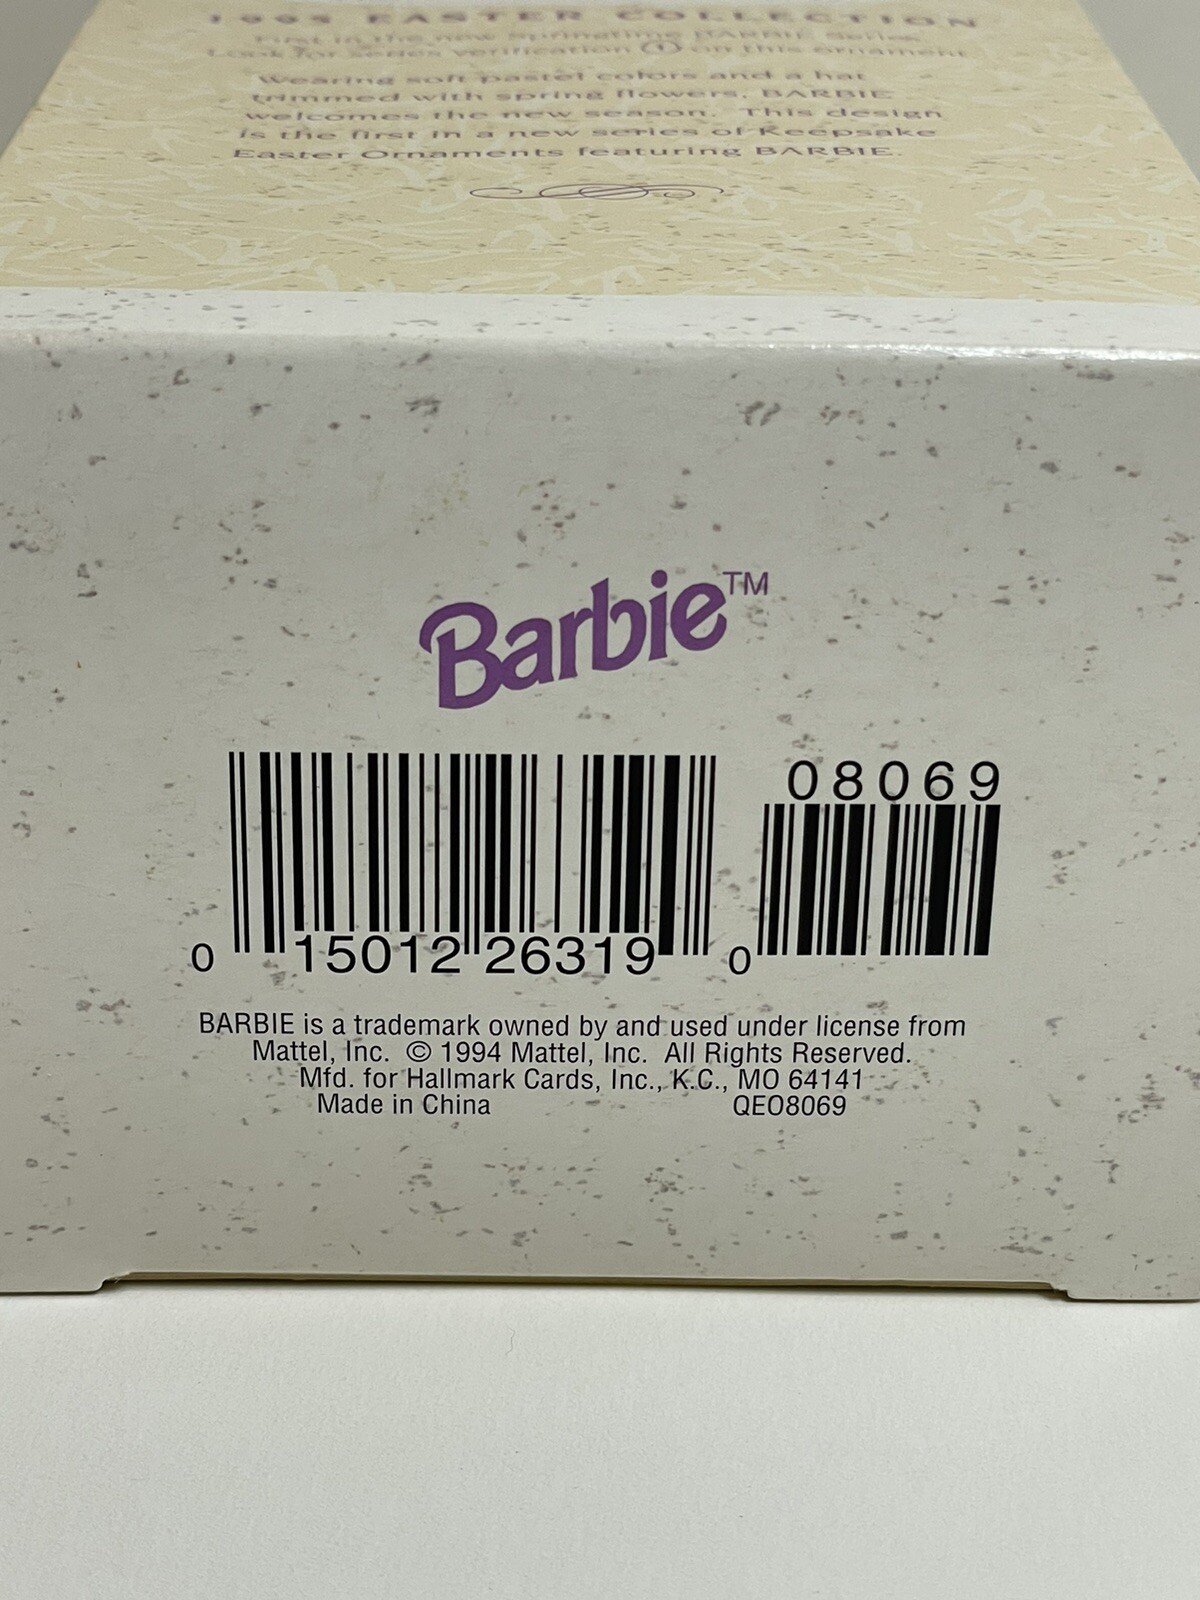 1995 EASTER COLLECTION
First in the new Springtime BARBIE series.
Look for series verification ① on this ornament.
Wearing soft pastel colors and a hat
trimmed with spring flowers, BARBIE
welcomes the new season. This design
is the first in a new series of Keepsake
Easter Ornaments featuring BARBIE.
Barbie™
08069
0 15012 26319 0
BARBIE is a trademark owned by and used under license from
Mattel, Inc. © 1994 Mattel, Inc. All Rights Reserved.
Mfd. for Hallmark Cards, Inc., K.C., MO 64141
Made in China QEO8069